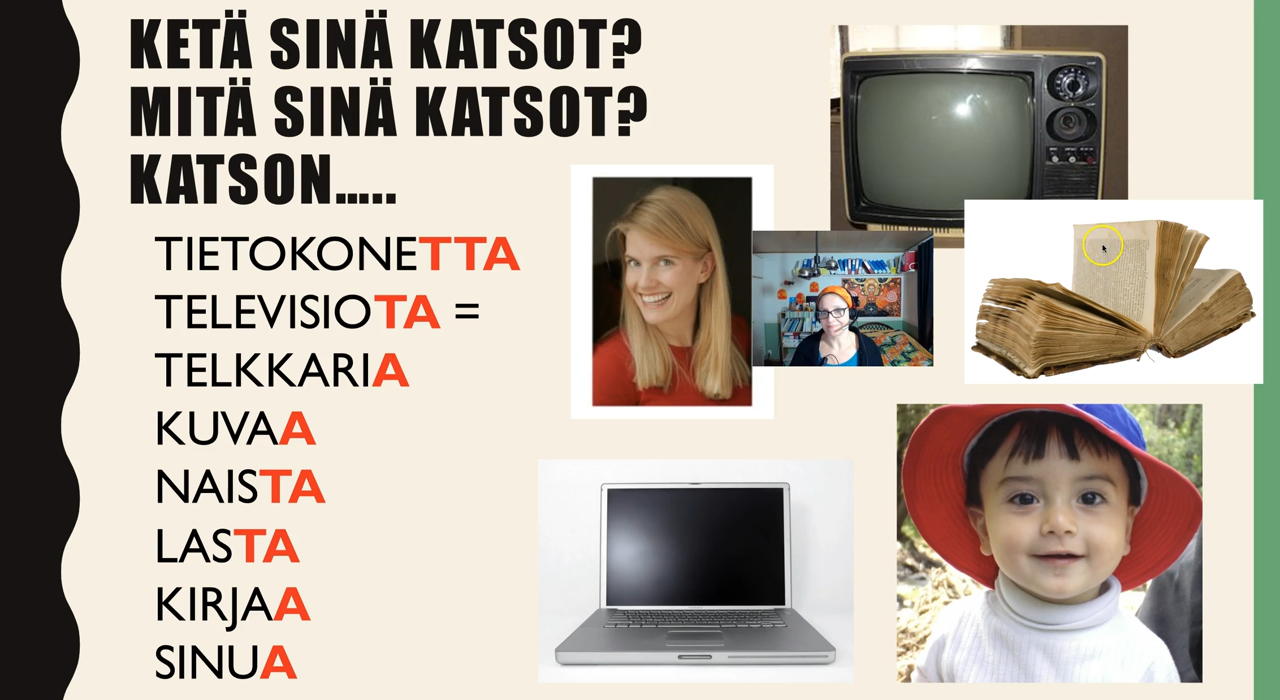 KETÄ SINÄ KATSOT?
MITÄ SINÄ KATSOT?
KATSON.....
TIETOKONETTA
TELEVISIOTA =
TELKKARIA
KUVAA
NAISTA
LASTA
KIRJAA
SINUA